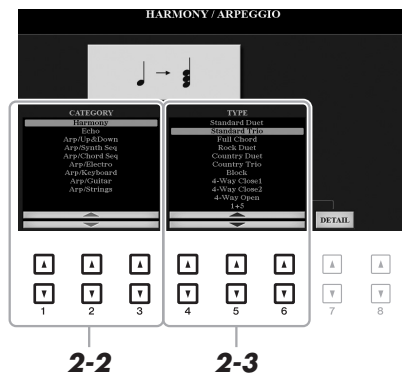 HARMONY / ARPEGGIO
CATEGORY
Harmony
Echo
Arp/Up&Down
Arp/Synth Seq
Arp/Chord Seq
Arp/Electro
Arp/Keyboard
Arp/Guitar
Arp/Strings
TYPE
Standard Duet
Standard Trio
Full Chord
Rock Duet
Country Duet
Country Trio
Block
4-Way Close1
4-Way Close2
4-Way Open
1+5
DETAIL
1 2 3 4 5 6 7 8
2-2 2-3